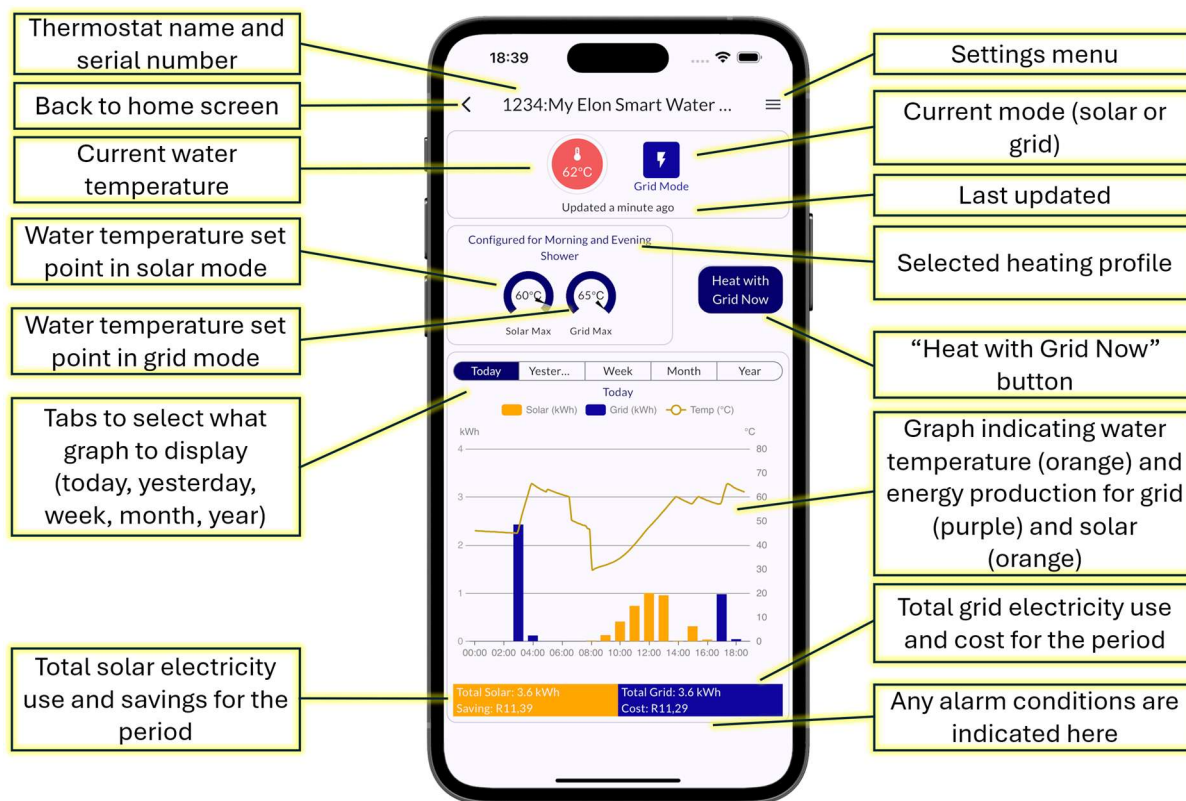 Thermostat name and
serial number
Back to home screen
Current water
temperature
Water temperature set
point in solar mode
Water temperature set
point in grid mode
Tabs to select what
graph to display
(today, yesterday,
week, month, year)
Total solar electricity
use and savings for the
period
18:39
1234:My Elon Smart Water ...
62°C
Grid Mode
Updated a minute ago
Configured for Morning and Evening
Shower
60°C
65°C
Solar Max
Grid Max
Heat with
Grid Now
Today
Yester...
Week
Month
Year
Today
Solar (kWh)
Grid (kWh)
Temp (°C)
kWh
°C
4
3
2
1
0
80
70
60
50
40
30
20
10
0
00:00 02:00 04:00 06:00 08:00 10:00 12:00 14:00 16:00 18:00
Total Solar: 3.6 kWh
Saving: R11,39
Total Grid: 3.6 kWh
Cost: R11,29
Settings menu
Current mode (solar or
grid)
Last updated
Selected heating profile
“Heat with Grid Now”
button
Graph indicating water
temperature (orange) and
energy production for grid
(purple) and solar
(orange)
Total grid electricity use
and cost for the period
Any alarm conditions are
indicated here